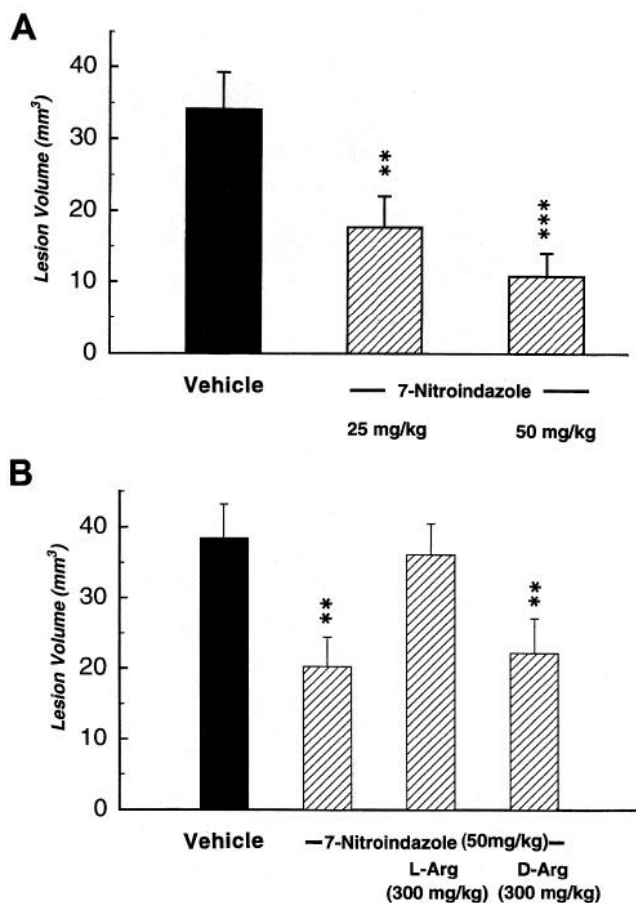 A
Lesion Volume (mm³)
40
30
20
10
0
**
***
Vehicle
7-Nitroindazole
25 mg/kg
50 mg/kg
B
Lesion Volume (mm³)
40
30
20
10
0
**
**
Vehicle
7-Nitroindazole (50mg/kg)
L-Arg
(300 mg/kg)
D-Arg
(300 mg/kg)